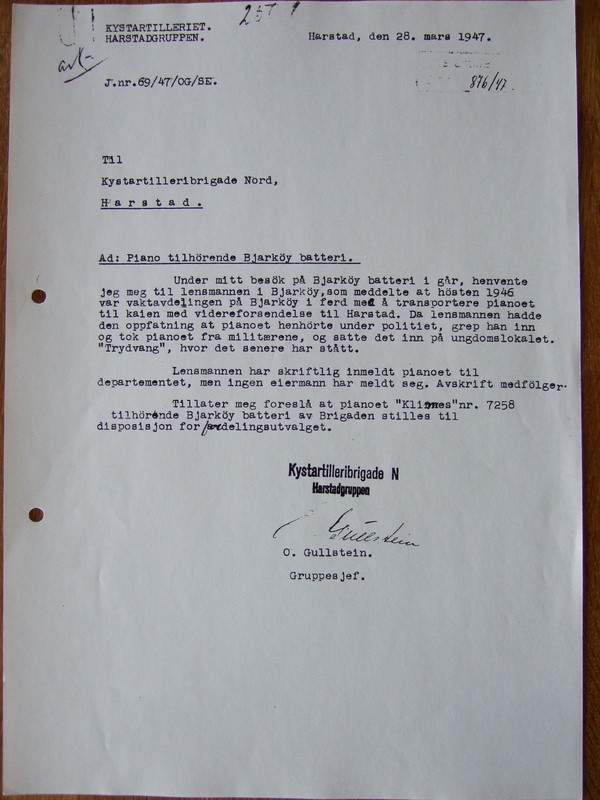 257
KYSTARTILLERIET.
HARSTADGRUPPEN.
Harstad, den 28. mars 1947.
J.nr.69/47/OG/SE.
876/47.
Til
Kystartilleribrigade Nord,
H a r s t a d .
Ad: Piano tilhörende Bjarköy batteri.
Under mitt besök på Bjarköy batteri i går, henvente
jeg meg til lensmannen i Bjarköy,som meddelte at hösten 1946
var vaktavdelingen på Bjarköy i ferd med å transportere pianoet
til kaien med videreforsendelse til Harstad. Da lensmannen hadde
den oppfatning at pianoet henhörte under politiet, grep han inn
og tok pianoet fra militærene, og satte det inn på ungdomslokalet.
"Trydvang", hvor det senere har stått.
Lensmannen har skriftlig inmeldt pianoet til
departementet, men ingen eiermann har meldt seg. Avskrift medfölger.
Tillater meg foreslå at pianoet "Klimes"nr. 7258
tilhörende Bjarköy batteri av Brigaden stilles til
disposisjon for fordelingsutvalget.
Kystartilleribrigade N
Harstadgruppen
Gullstein
O. Gullstein.
Gruppesjef.